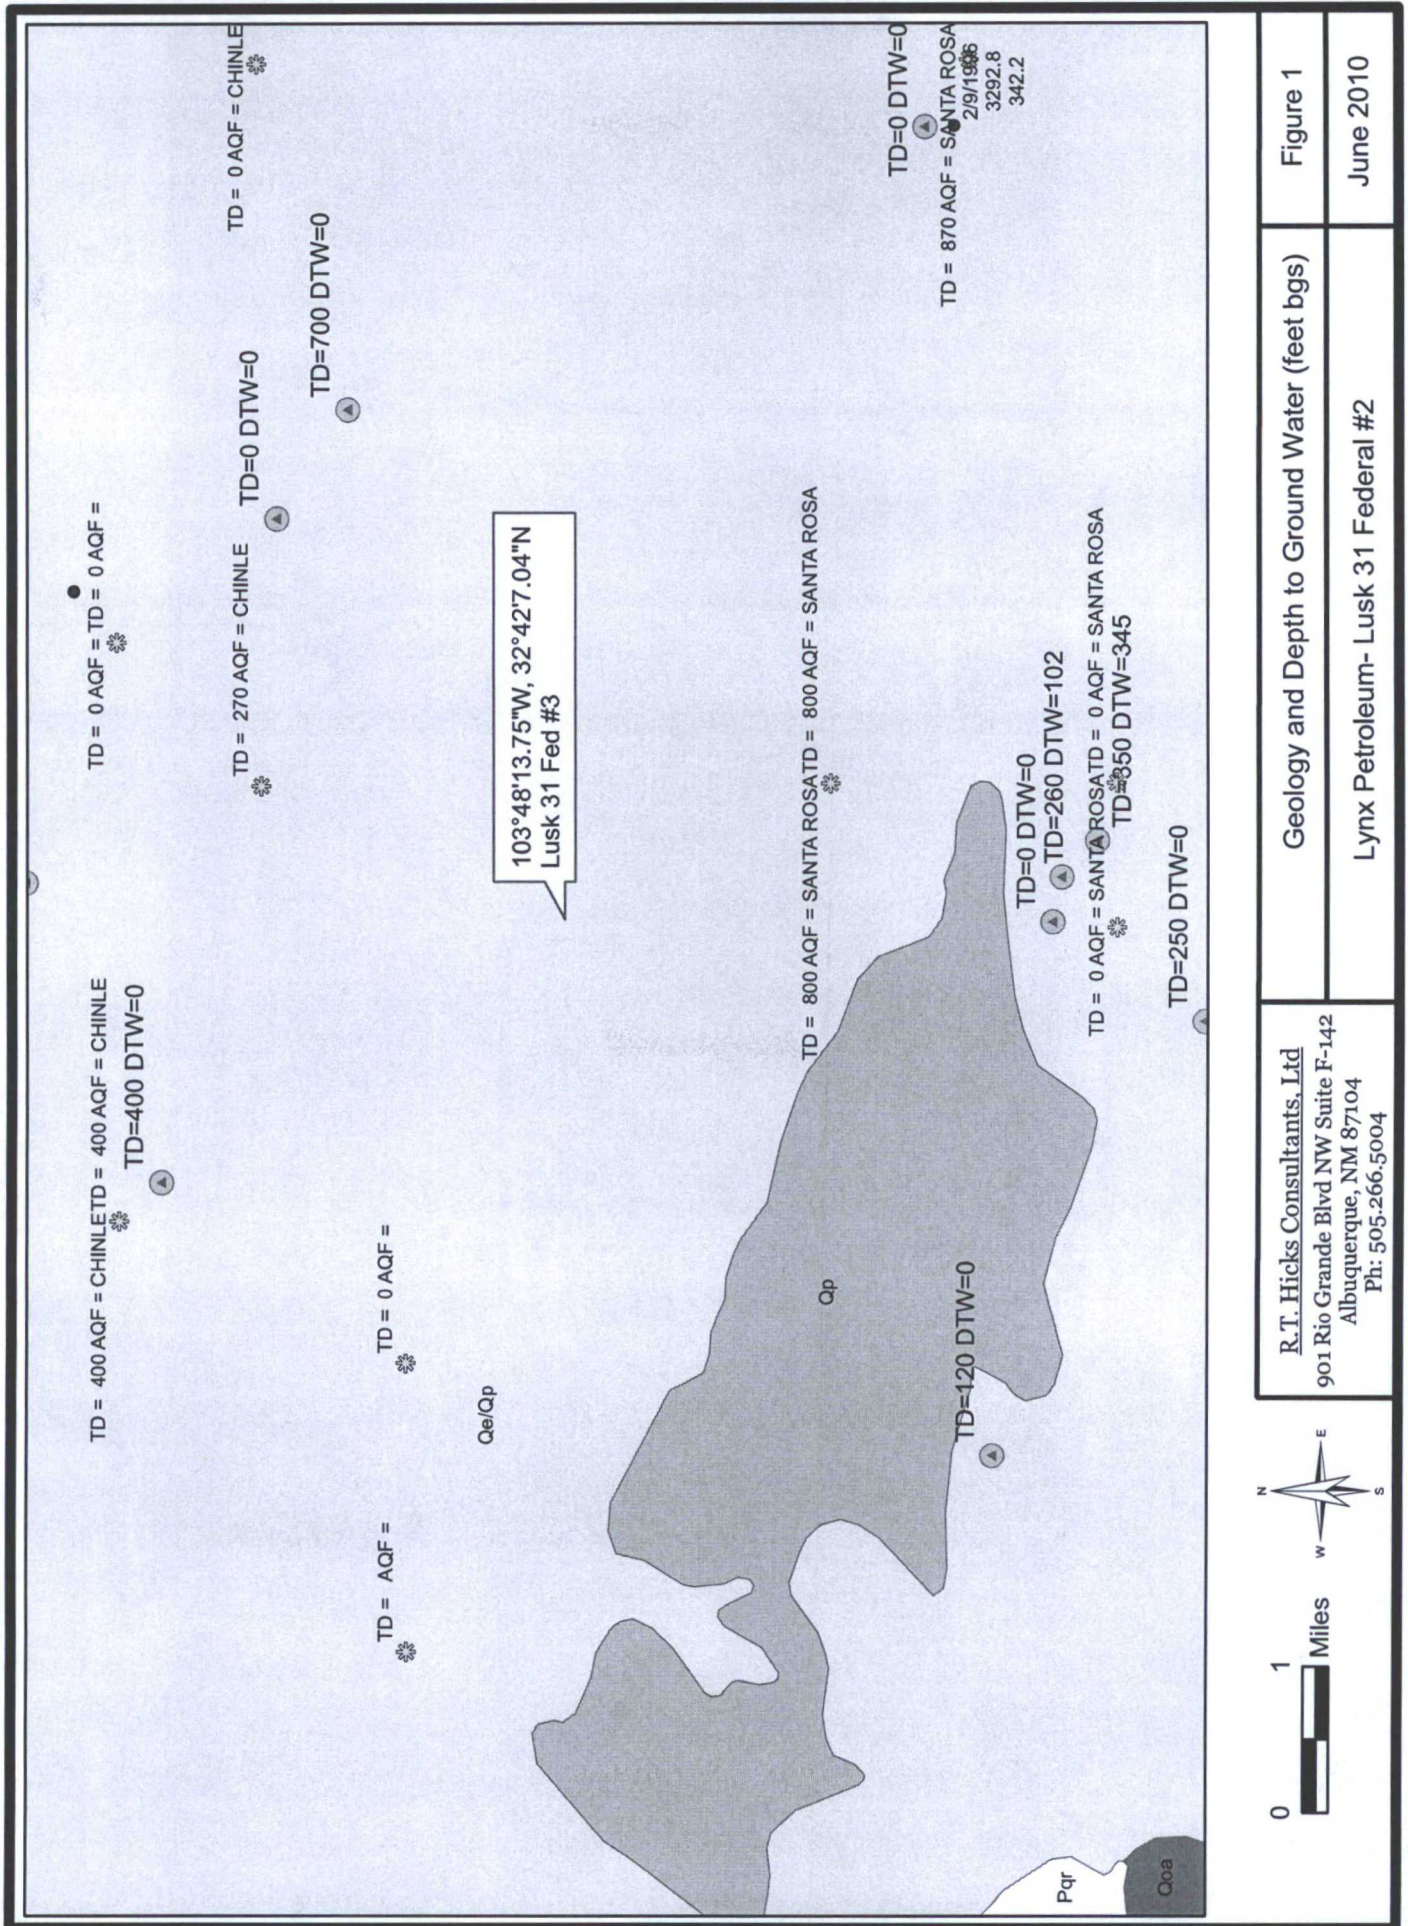 TD = 0 AQF = CHINLE
TD = 0 AQF = TD = 0 AQF =
TD = 400 AQF = CHINLETD = 400 AQF = CHINLE
TD=400 DTW=0
TD = 270 AQF = CHINLE
TD=0 DTW=0
TD=700 DTW=0
TD = AQF =
TD = 0 AQF =
Qe/Qp
103°48'13.75"W, 32°42'7.04"N
Lusk 31 Fed #3
TD = 800 AQF = SANTA ROSATD = 800 AQF = SANTA ROSA
Qp
TD=0 DTW=0
TD = 870 AQF = SANTA ROSA
3292.8
3442.2
TD=120 DTW=0
TD=0 DTW=0
TD=260 DTW=102
TD = 0 AQF = SANTA ROSATD = 0 AQF = SANTA ROSA
TD=350 DTW=345
TD=250 DTW=0
Pqr
Qoa
0 1
Miles
N
W E
S
R.T. Hicks Consultants, Ltd
901 Rio Grande Blvd NW Suite F-142
Albuquerque, NM 87104
Ph: 505.266.5004
Geology and Depth to Ground Water (feet bgs)
Lynx Petroleum- Lusk 31 Federal #2
Figure 1
June 2010